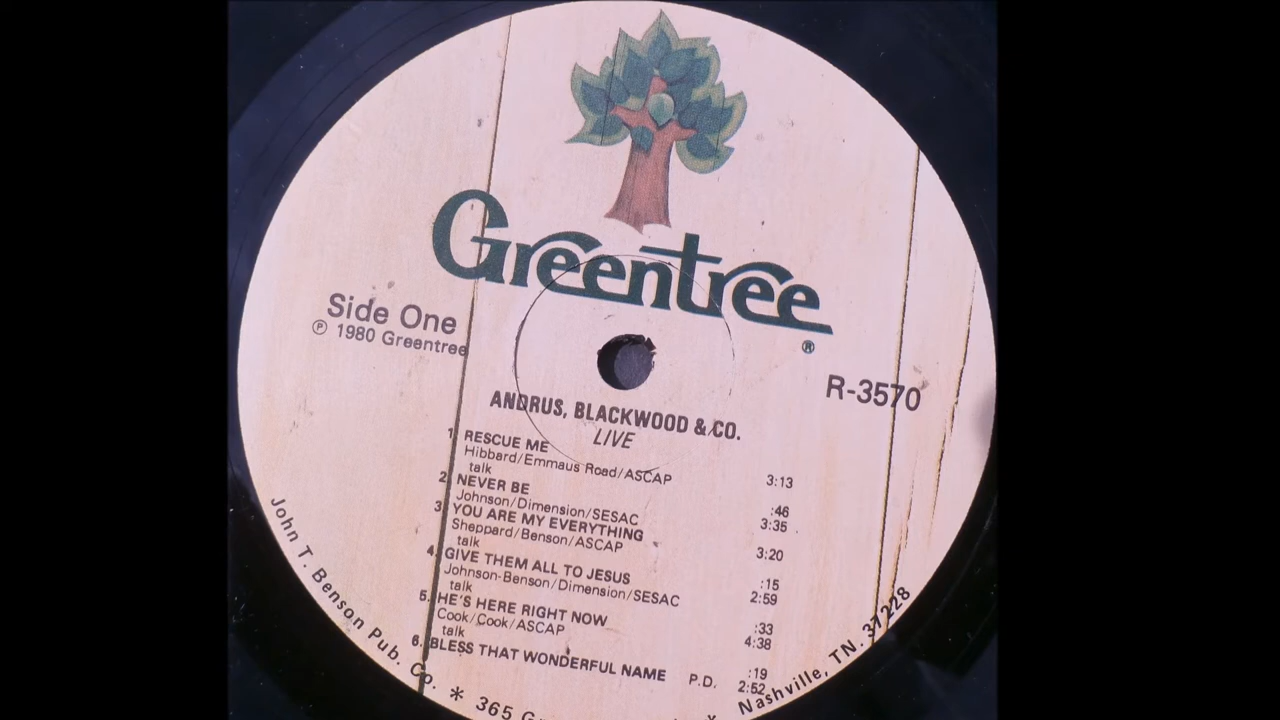 Greentree
®
Side One
℗ 1980 Greentree
R-3570
ANDRUS, BLACKWOOD & CO.
LIVE
1. RESCUE ME
Hibbard/Emmaus Road/ASCAP 3:13
talk :46
2. NEVER BE 3:35
Johnson/Dimension/SESAC
3. YOU ARE MY EVERYTHING 3:20
Sheppard/Benson/ASCAP
talk :15
4. GIVE THEM ALL TO JESUS 2:59
Johnson-Benson/Dimension/SESAC
talk :33
5. HE'S HERE RIGHT NOW 4:38
Cook/Cook/ASCAP
talk :19
6. BLESS THAT WONDERFUL NAME P.D. 2:52
John T. Benson Pub. Co. * 365 Nashville, TN. 37228